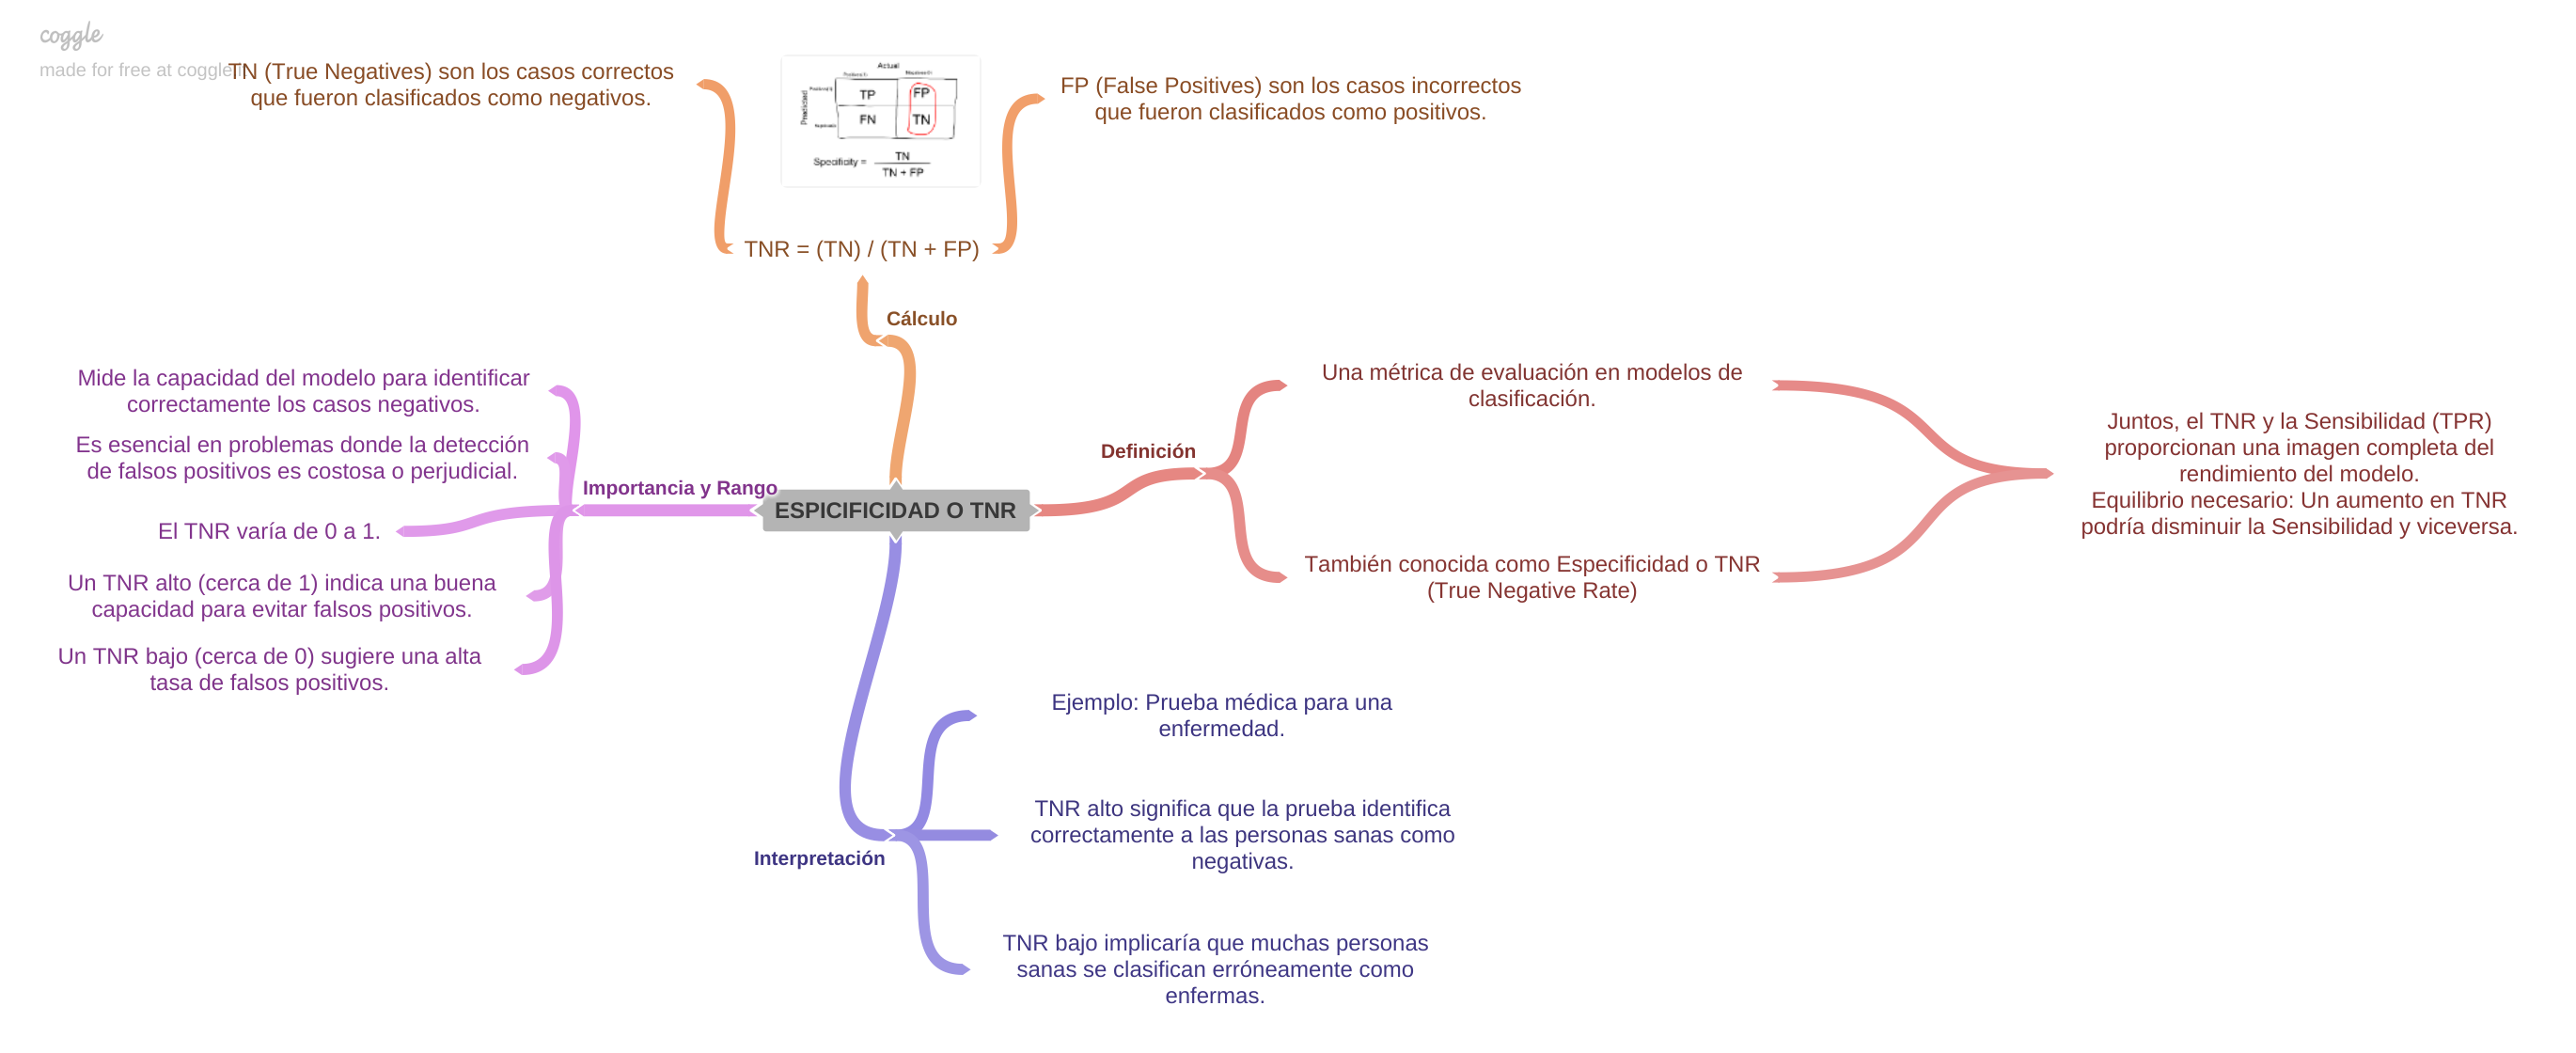 coggle
made for free at coggle.it
TN (True Negatives) son los casos correctos
que fueron clasificados como negativos.
Actual
Predicted
TP
FP
FN
TN
Specificity =
TN
TN + FP
FP (False Positives) son los casos incorrectos
que fueron clasificados como positivos.
TNR = (TN) / (TN + FP)
Cálculo
Mide la capacidad del modelo para identificar
correctamente los casos negativos.
Es esencial en problemas donde la detección
de falsos positivos es costosa o perjudicial.
El TNR varía de 0 a 1.
Un TNR alto (cerca de 1) indica una buena
capacidad para evitar falsos positivos.
Un TNR bajo (cerca de 0) sugiere una alta
tasa de falsos positivos.
Importancia y Rango
ESPICIFICIDAD O TNR
Definición
Una métrica de evaluación en modelos de
clasificación.
También conocida como Especificidad o TNR
(True Negative Rate)
Juntos, el TNR y la Sensibilidad (TPR)
proporcionan una imagen completa del
rendimiento del modelo.
Equilibrio necesario: Un aumento en TNR
podría disminuir la Sensibilidad y viceversa.
Interpretación
Ejemplo: Prueba médica para una
enfermedad.
TNR alto significa que la prueba identifica
correctamente a las personas sanas como
negativas.
TNR bajo implicaría que muchas personas
sanas se clasifican erróneamente como
enfermas.